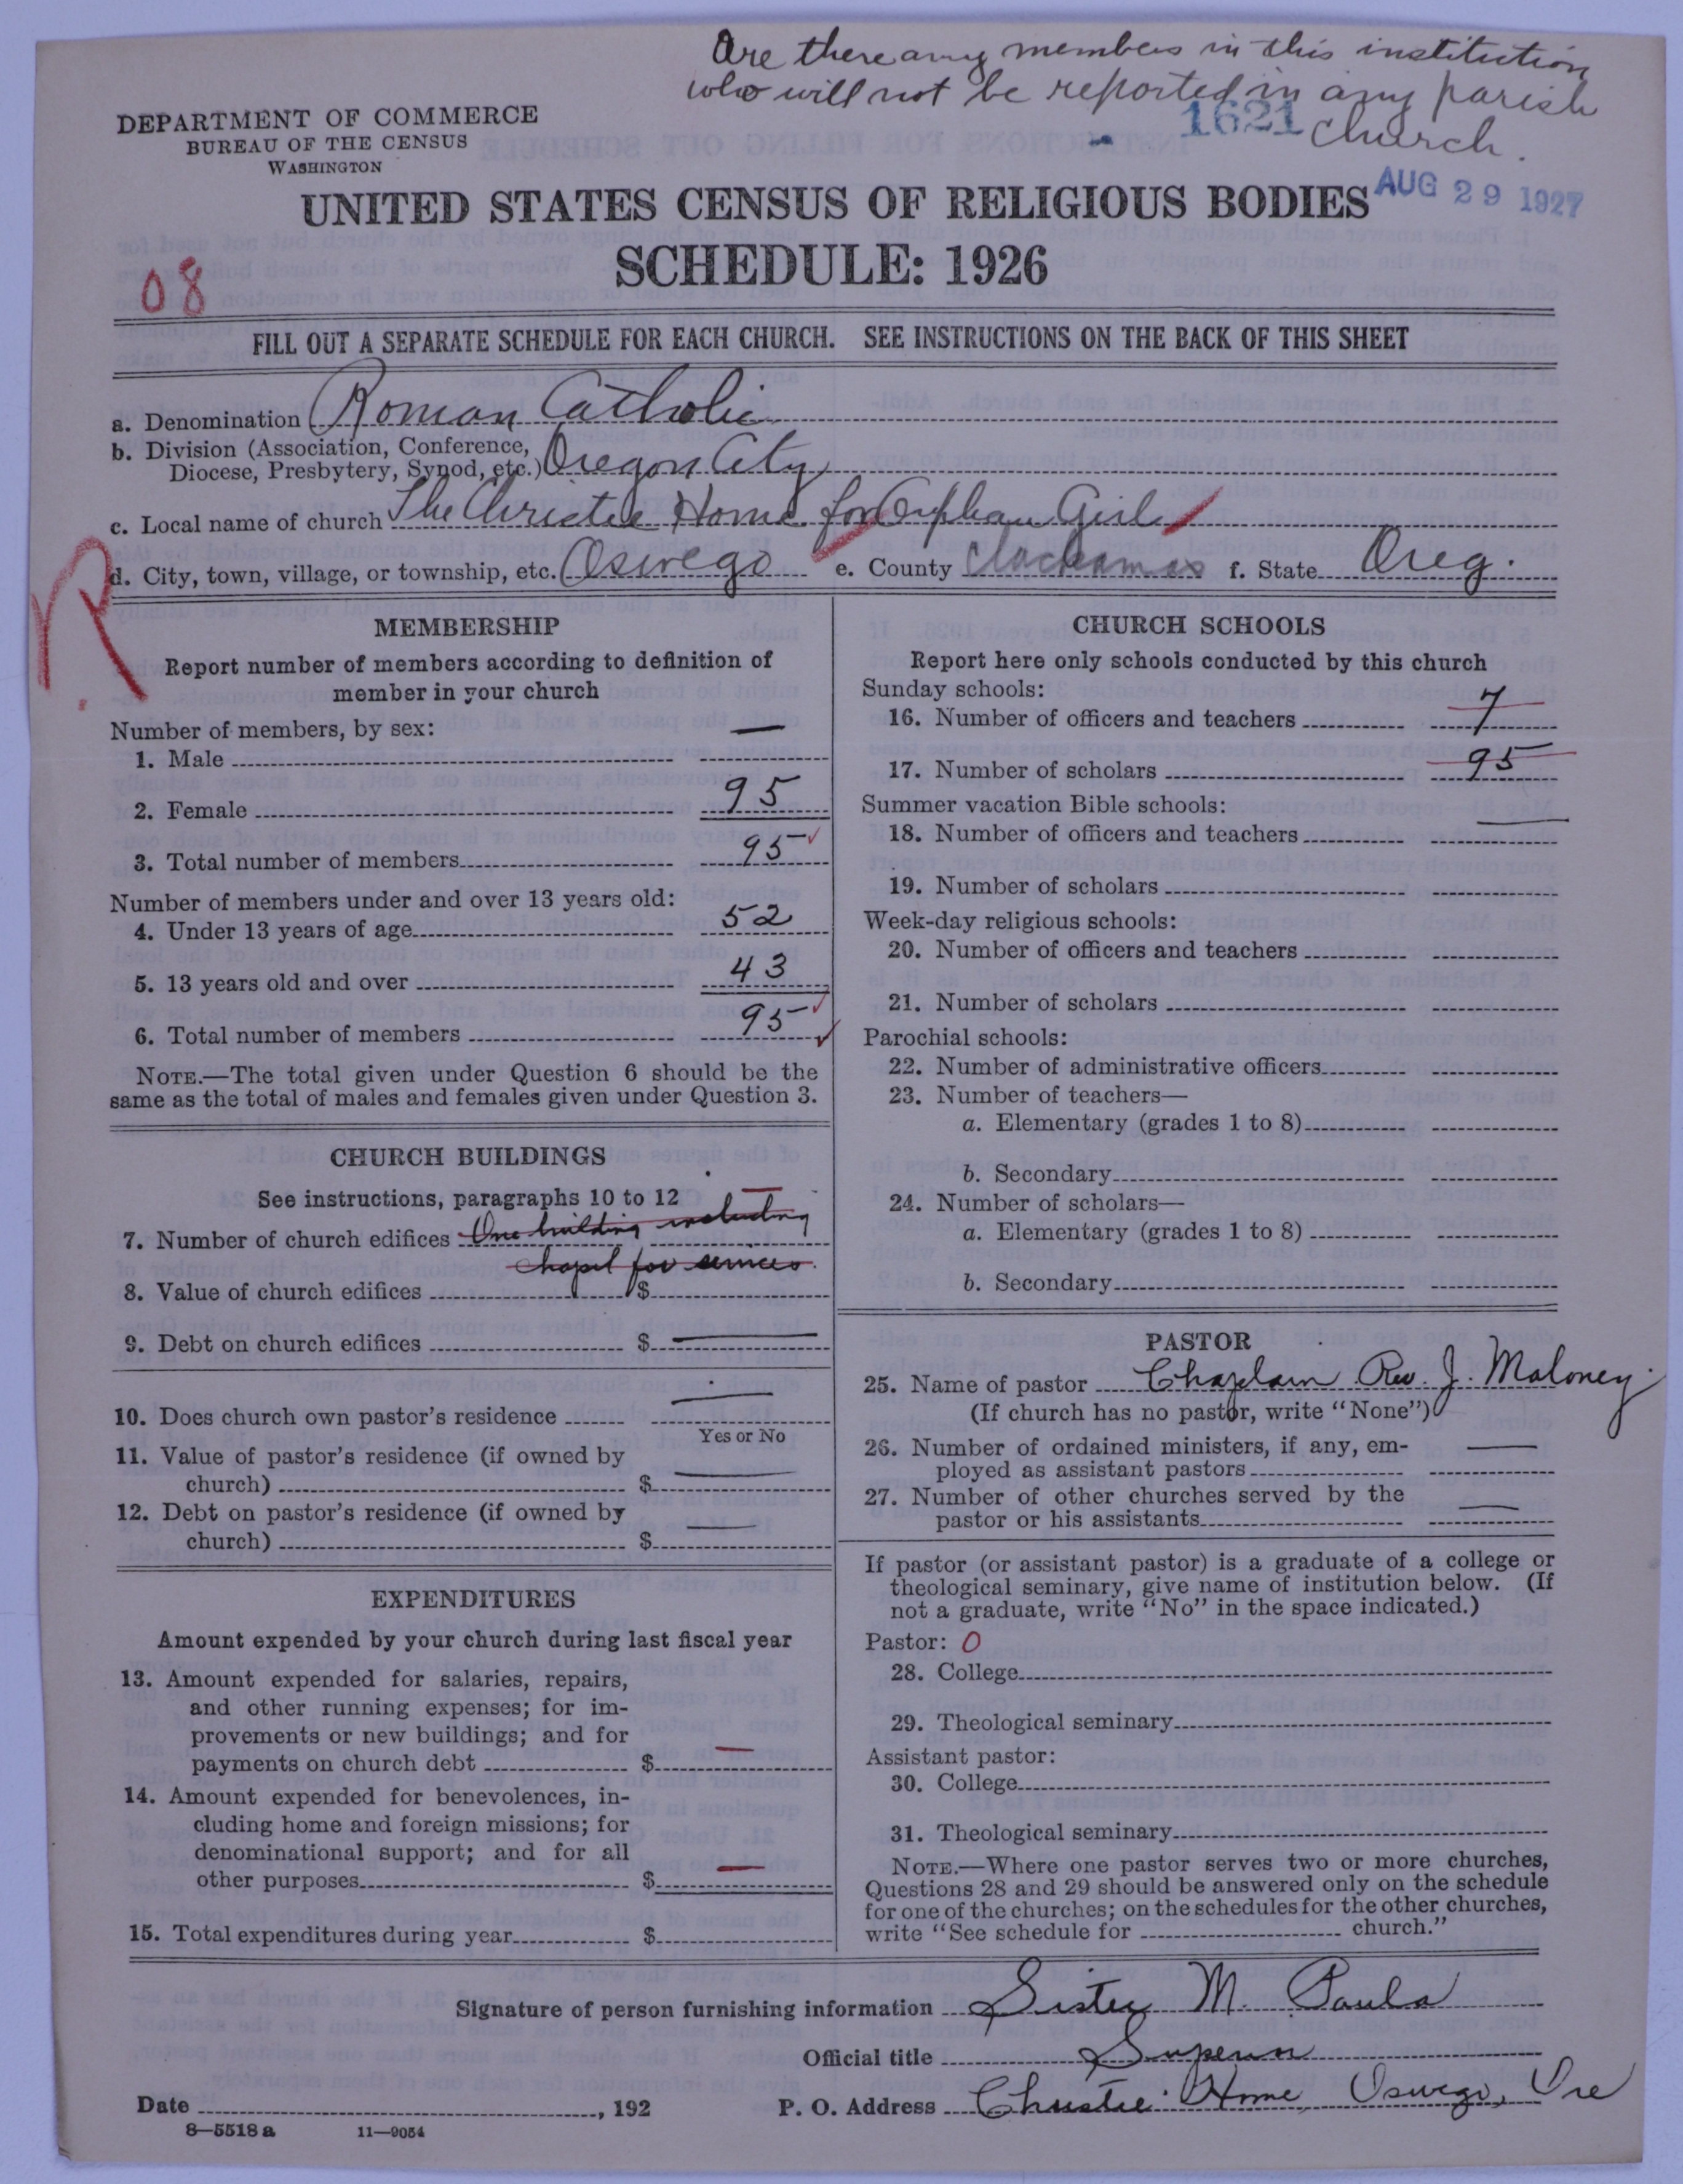 Are there any members in this institution
who will not be reported in any parish
church.
1621
DEPARTMENT OF COMMERCE
BUREAU OF THE CENSUS
WASHINGTON
UNITED STATES CENSUS OF RELIGIOUS BODIES
AUG 29 1927
SCHEDULE: 1926
08
FILL OUT A SEPARATE SCHEDULE FOR EACH CHURCH. SEE INSTRUCTIONS ON THE BACK OF THIS SHEET
a. Denomination Roman Catholic
b. Division (Association, Conference,
Diocese, Presbytery, Synod, etc.) Oregon City
c. Local name of church The Christie Home for Orphan Girls
d. City, town, village, or township, etc. Oswego e. County Clackamas f. State Oreg.
R
MEMBERSHIP
Report number of members according to definition of
member in your church
Number of members, by sex:
1. Male —
2. Female 95
3. Total number of members 95 ✓
Number of members under and over 13 years old:
4. Under 13 years of age 52
5. 13 years old and over 43
6. Total number of members 95 ✓
NOTE.—The total given under Question 6 should be the
same as the total of males and females given under Question 3.
CHURCH BUILDINGS
See instructions, paragraphs 10 to 12
7. Number of church edifices One building including
chapel for services.
8. Value of church edifices $
9. Debt on church edifices $ —
10. Does church own pastor's residence —
Yes or No
11. Value of pastor's residence (if owned by
church) $ —
12. Debt on pastor's residence (if owned by
church) $ —
EXPENDITURES
Amount expended by your church during last fiscal year
13. Amount expended for salaries, repairs,
and other running expenses; for im-
provements or new buildings; and for
payments on church debt $ —
14. Amount expended for benevolences, in-
cluding home and foreign missions; for
denominational support; and for all
other purposes $ —
15. Total expenditures during year $
CHURCH SCHOOLS
Report here only schools conducted by this church
Sunday schools:
16. Number of officers and teachers 7
17. Number of scholars 95
Summer vacation Bible schools:
18. Number of officers and teachers —
19. Number of scholars
Week-day religious schools:
20. Number of officers and teachers
21. Number of scholars
Parochial schools:
22. Number of administrative officers
23. Number of teachers—
a. Elementary (grades 1 to 8)
b. Secondary
24. Number of scholars—
a. Elementary (grades 1 to 8)
b. Secondary
PASTOR
25. Name of pastor Chaplain Rev. J. Maloney.
(If church has no pastor, write "None")
26. Number of ordained ministers, if any, em-
ployed as assistant pastors —
27. Number of other churches served by the
pastor or his assistants —
If pastor (or assistant pastor) is a graduate of a college or
theological seminary, give name of institution below. (If
not a graduate, write "No" in the space indicated.)
Pastor: 0
28. College
29. Theological seminary
Assistant pastor:
30. College
31. Theological seminary
NOTE.—Where one pastor serves two or more churches,
Questions 28 and 29 should be answered only on the schedule
for one of the churches; on the schedules for the other churches,
write "See schedule for church."
Signature of person furnishing information Sister M. Paula
Official title Superior
Date , 192 P. O. Address Christie Home, Oswego, Ore
8—5518 a 11—9054